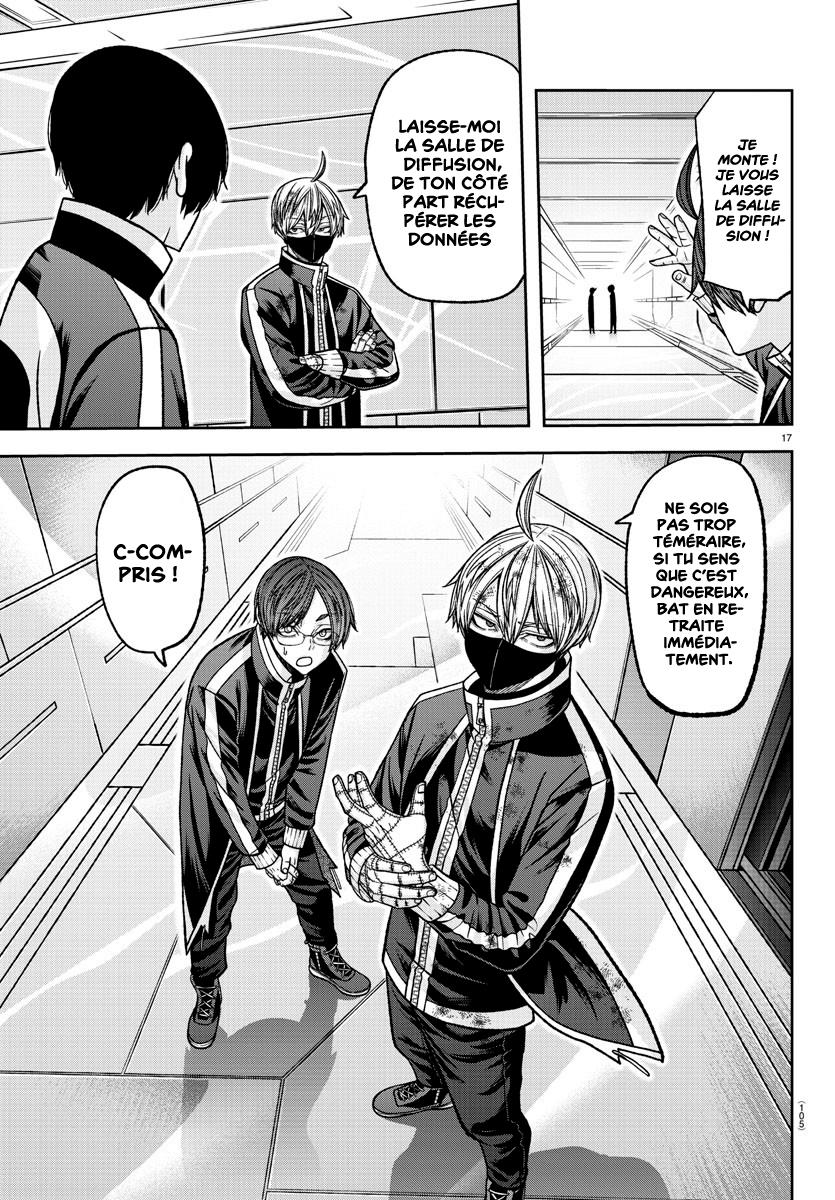 JE
MONTE !
JE VOUS
LAISSE
LA SALLE
DE DIFFU-
SION !
LAISSE-MOI
LA SALLE DE
DIFFUSION,
DE TON CÔTÉ
PART RÉCU-
PÉRER LES
DONNÉES
17
NE SOIS
PAS TROP
TÉMÉRAIRE,
SI TU SENS
QUE C'EST
DANGEREUX,
BAT EN RE-
TRAITE
IMMÉDIA-
TEMENT.
C-COM-
PRIS !
(105)